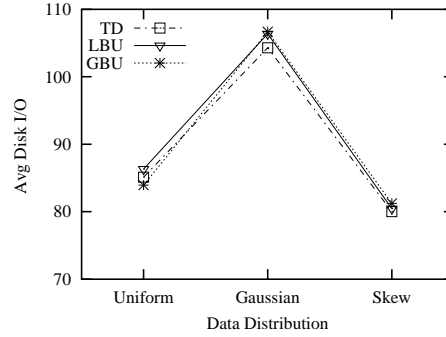 110
100
90
80
70
Avg Disk I/O
TD
LBU
GBU
Uniform Gaussian Skew
Data Distribution